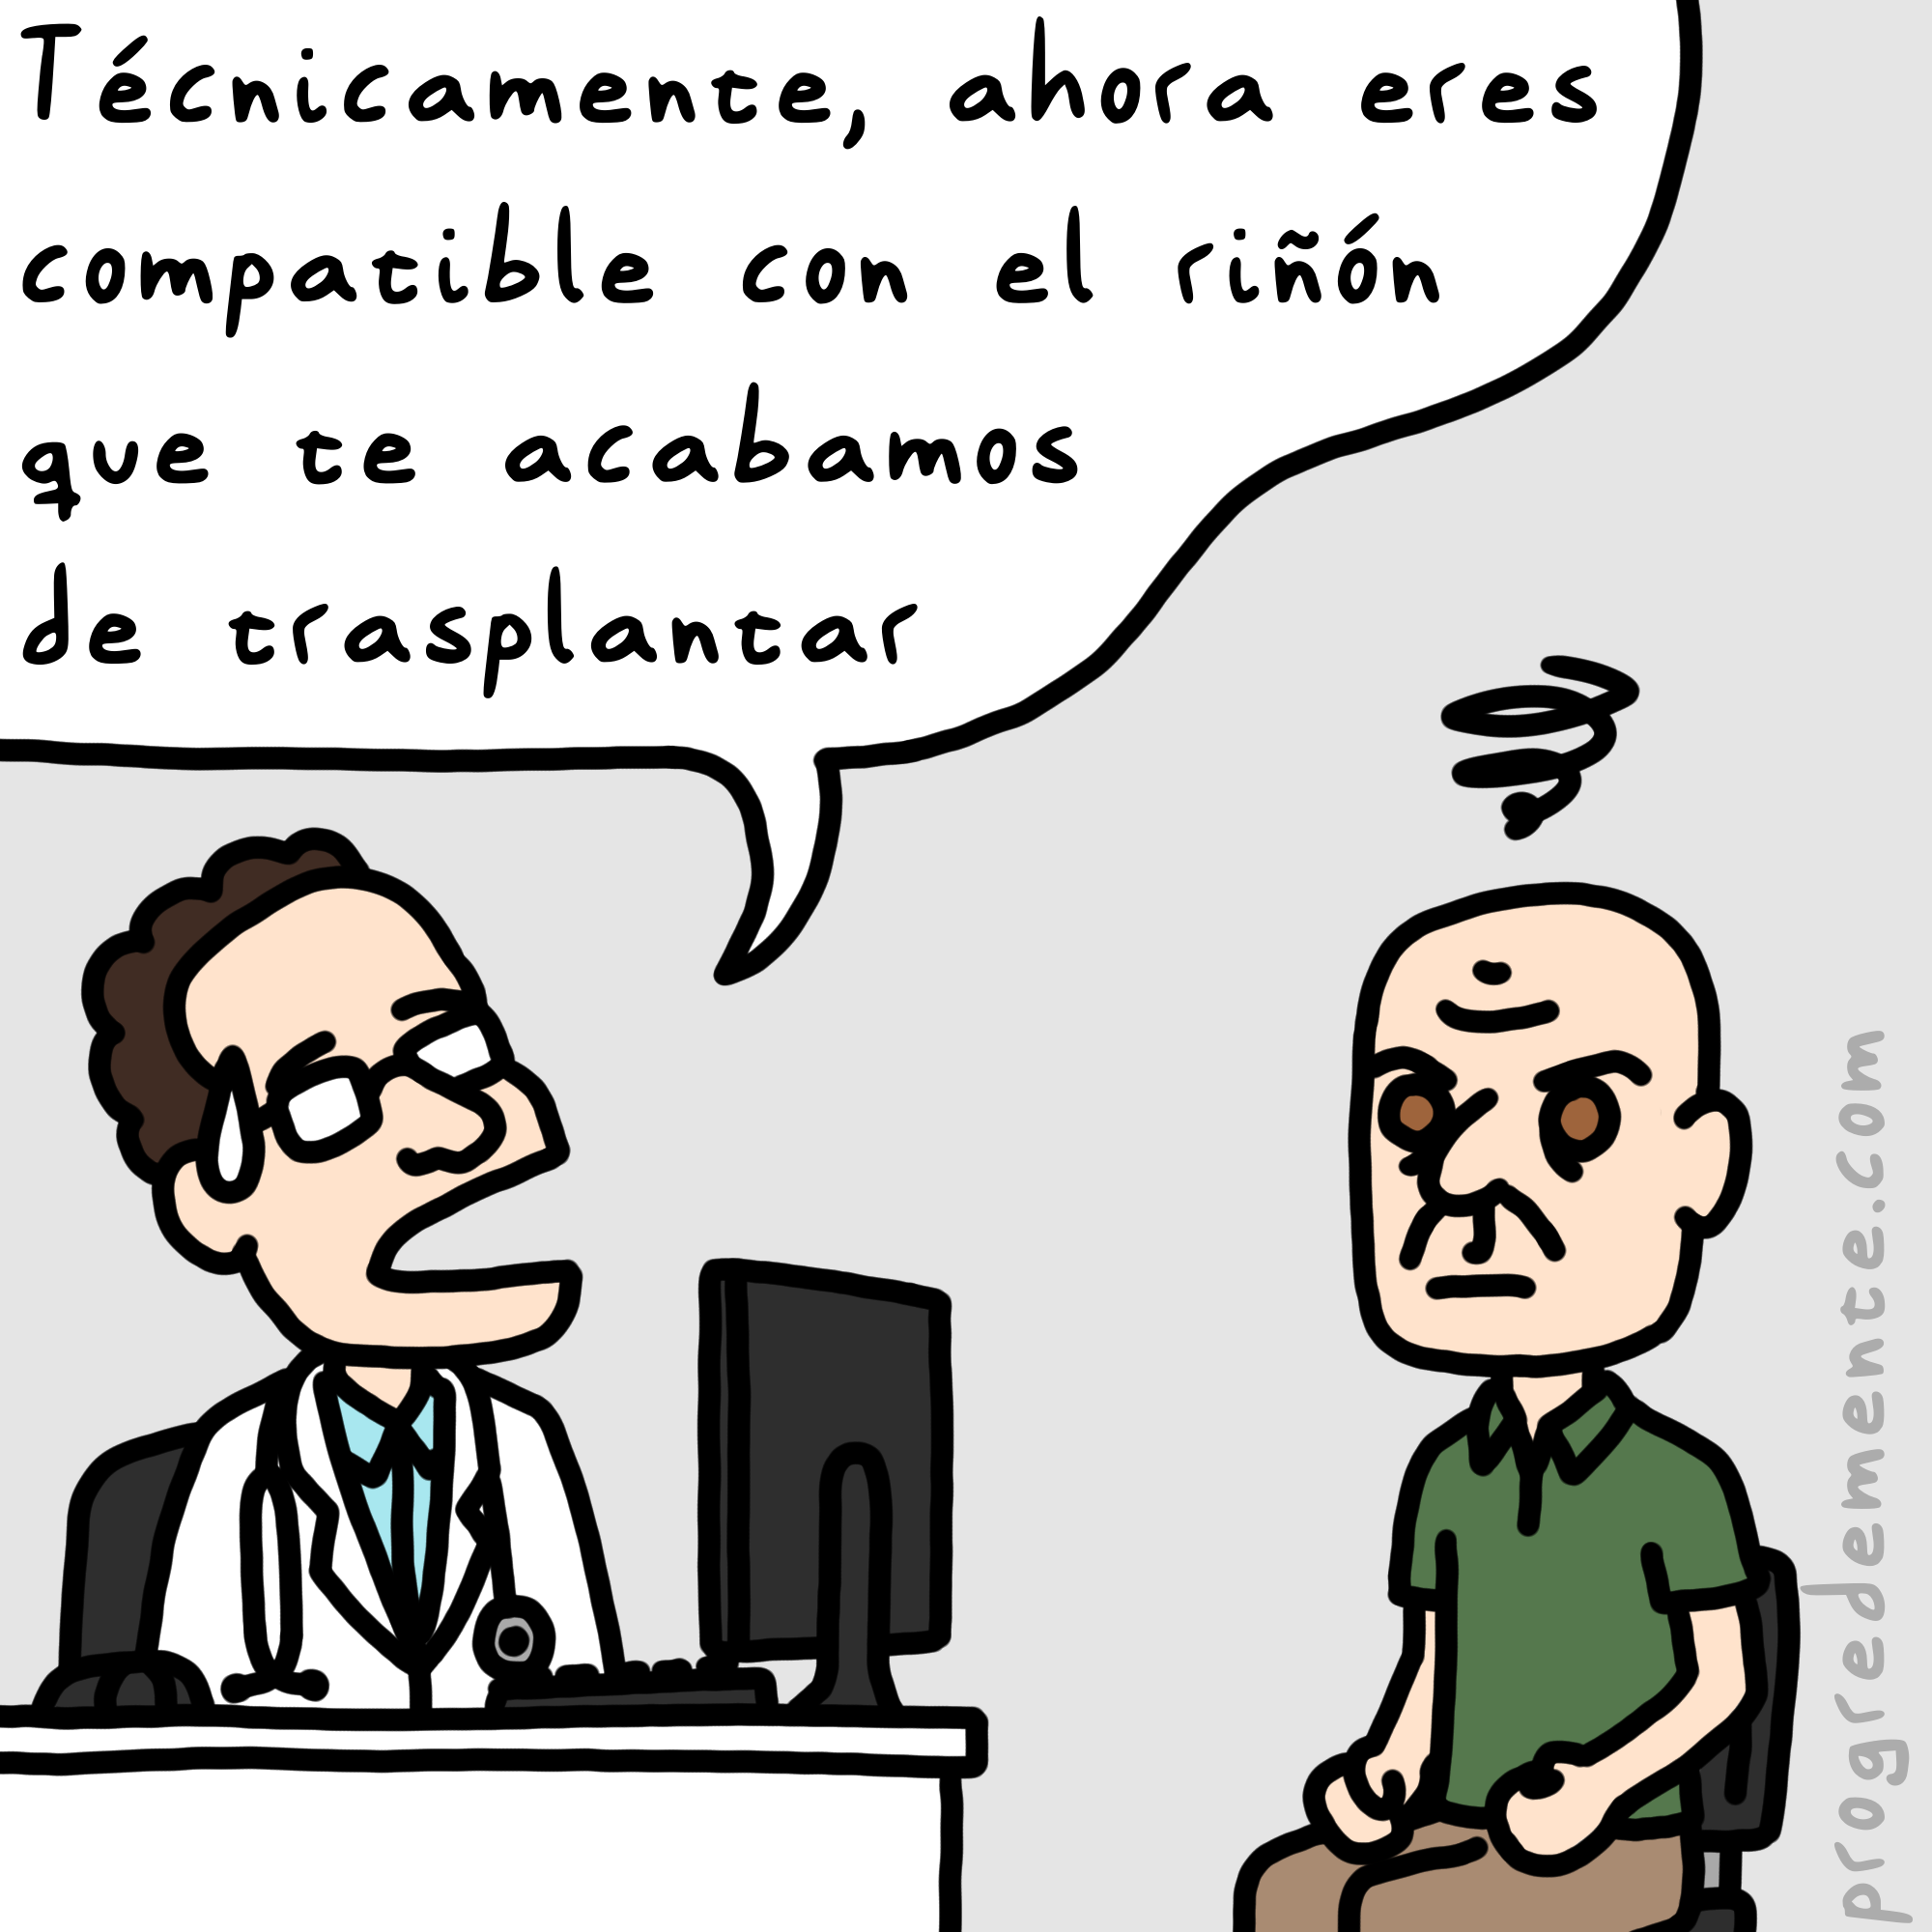 Técnicamente, ahora eres
compatible con el riñón
que te acabamos
de trasplantar
progredemente.com